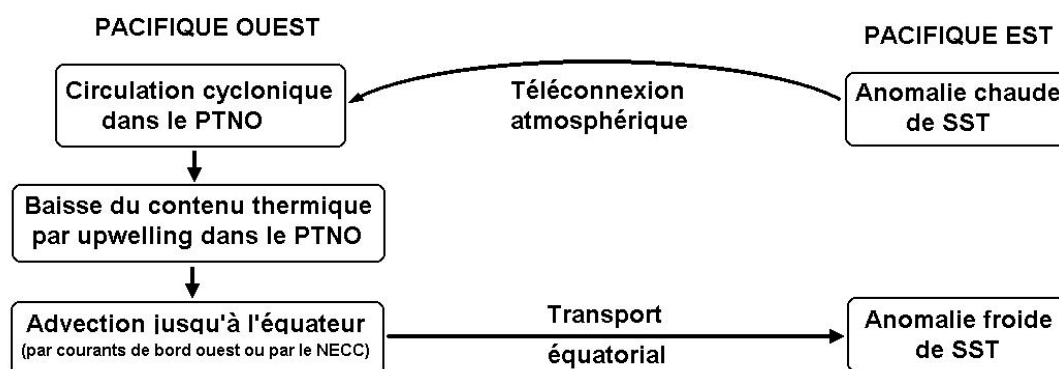 PACIFIQUE OUEST
PACIFIQUE EST
Circulation cyclonique
dans le PTNO
Téléconnexion
atmosphérique
Anomalie chaude
de SST
Baisse du contenu thermique
par upwelling dans le PTNO
Advection jusqu'à l'équateur
(par courants de bord ouest ou par le NECC)
Transport
équatorial
Anomalie froide
de SST